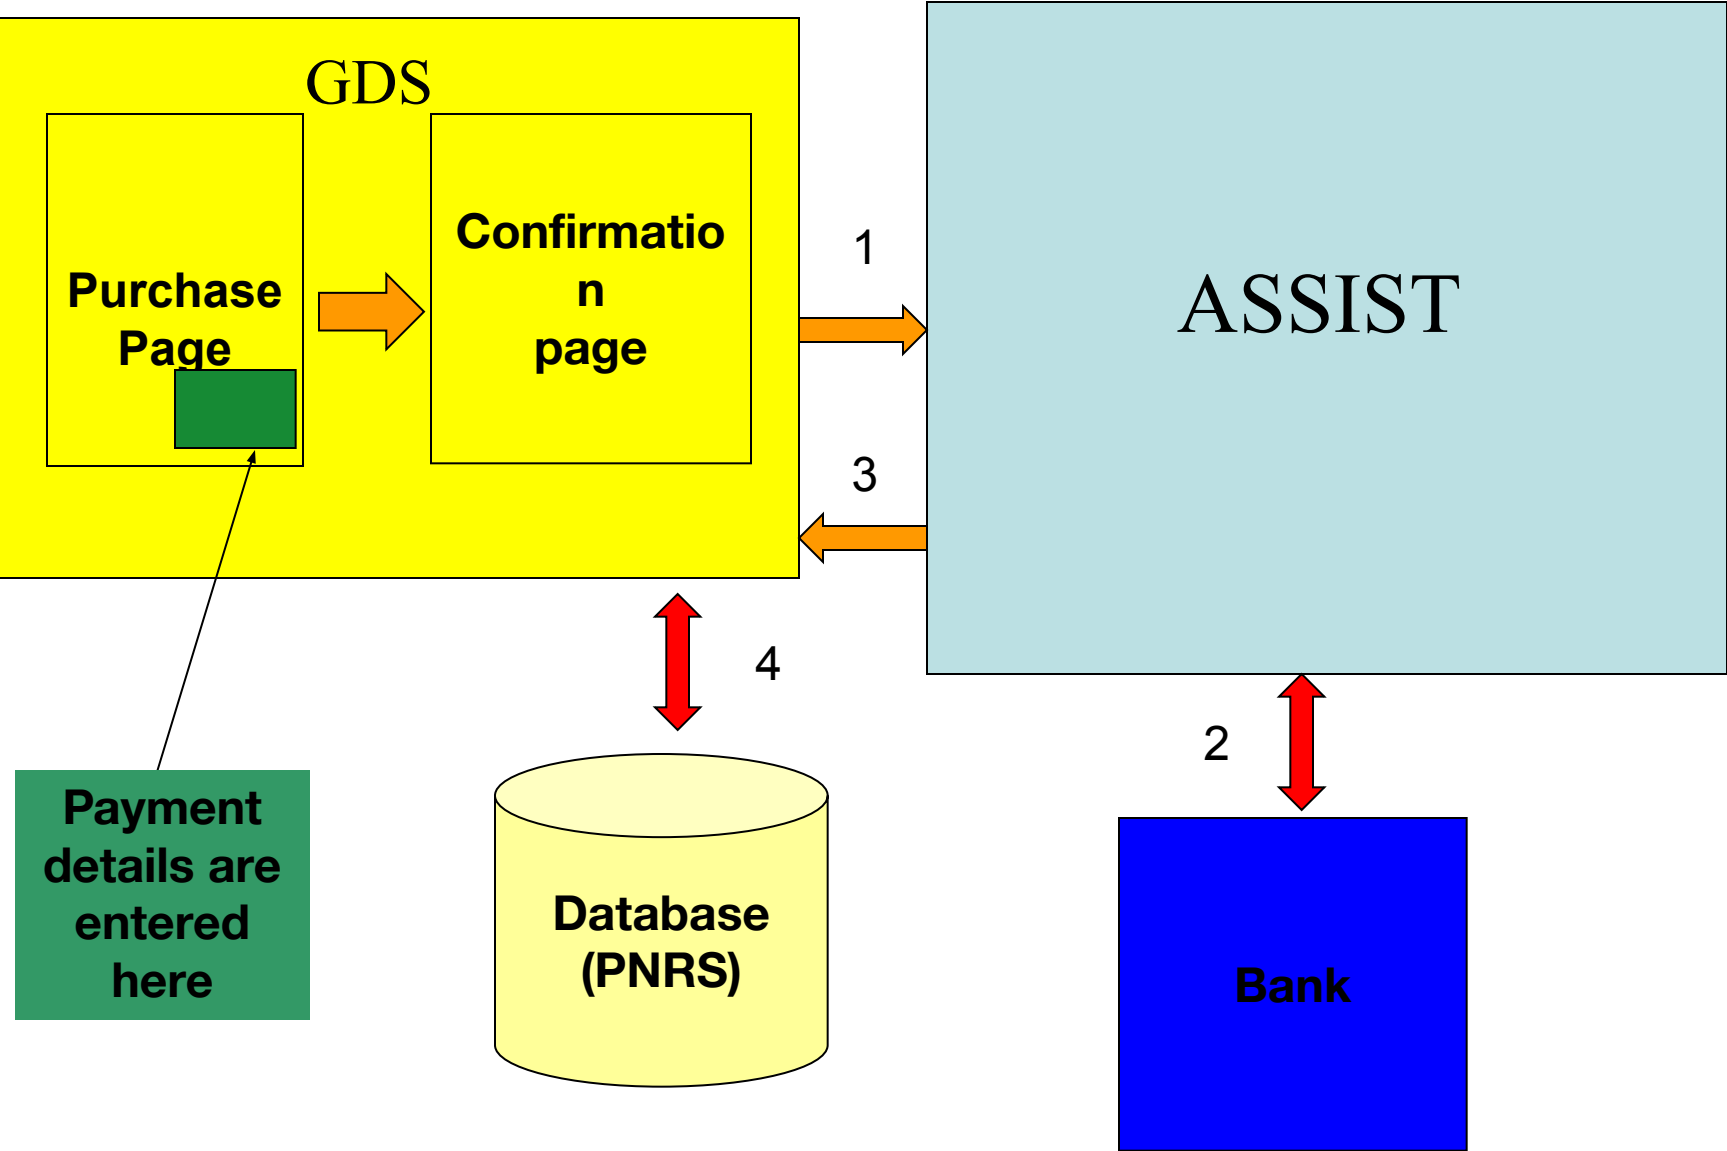 GDS
Purchase
Page
Confirmatio
n
page
1
ASSIST
3
4
2
Payment
details are
entered
here
Database
(PNRS)
Bank